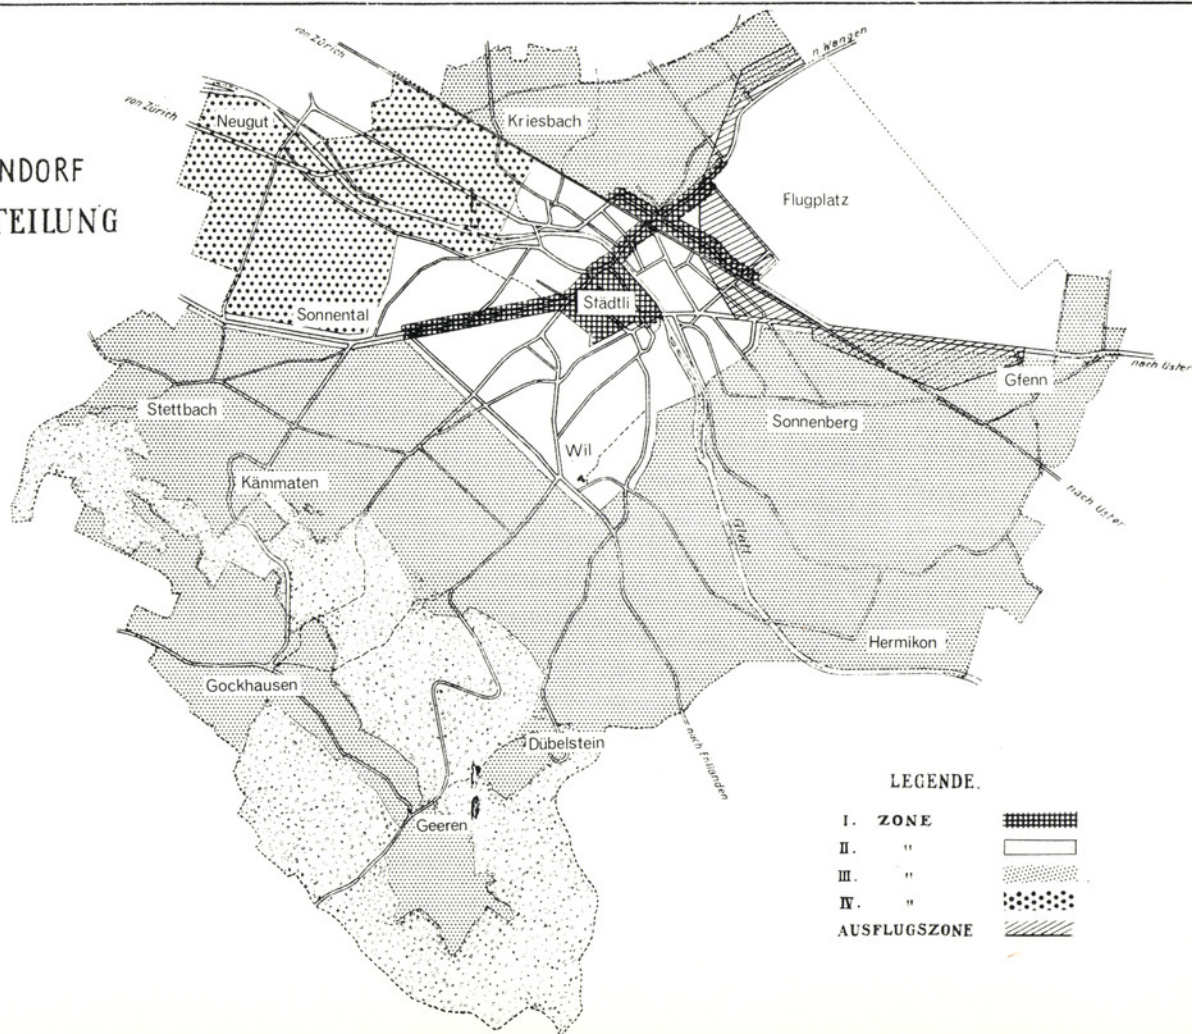 NDORF
TEILUNG
von Zürich
n. Wangen
von Zürich
Neugut
Kriesbach
Flugplatz
Städtli
Sonnental
nach Uster
Gfenn
Stettbach
Sonnenberg
Wil
Kämmaten
nach Uster
Glatt
Hermikon
Gockhausen
Dübelstein
nach Fällanden
Geeren
LEGENDE.
I. ZONE
II. "
III. "
IV. "
AUSFLUGSZONE